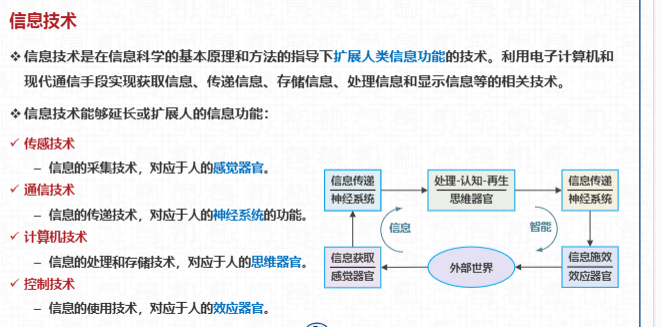 信息技术
❖信息技术是在信息科学的基本原理和方法的指导下扩展人类信息功能的技术。利用电子计算机和
现代通信手段实现获取信息、传递信息、存储信息、处理信息和显示信息等的相关技术。
❖信息技术能够延长或扩展人的信息功能：
✓ 传感技术
– 信息的采集技术，对应于人的感觉器官。
✓ 通信技术
– 信息的传递技术，对应于人的神经系统的功能。
✓ 计算机技术
– 信息的处理和存储技术，对应于人的思维器官。
✓ 控制技术
– 信息的使用技术，对应于人的效应器官。
信息传递
神经系统
处理-认知-再生
思维器官
信息传递
神经系统
信息
智能
信息获取
感觉器官
外部世界
信息施效
效应器官